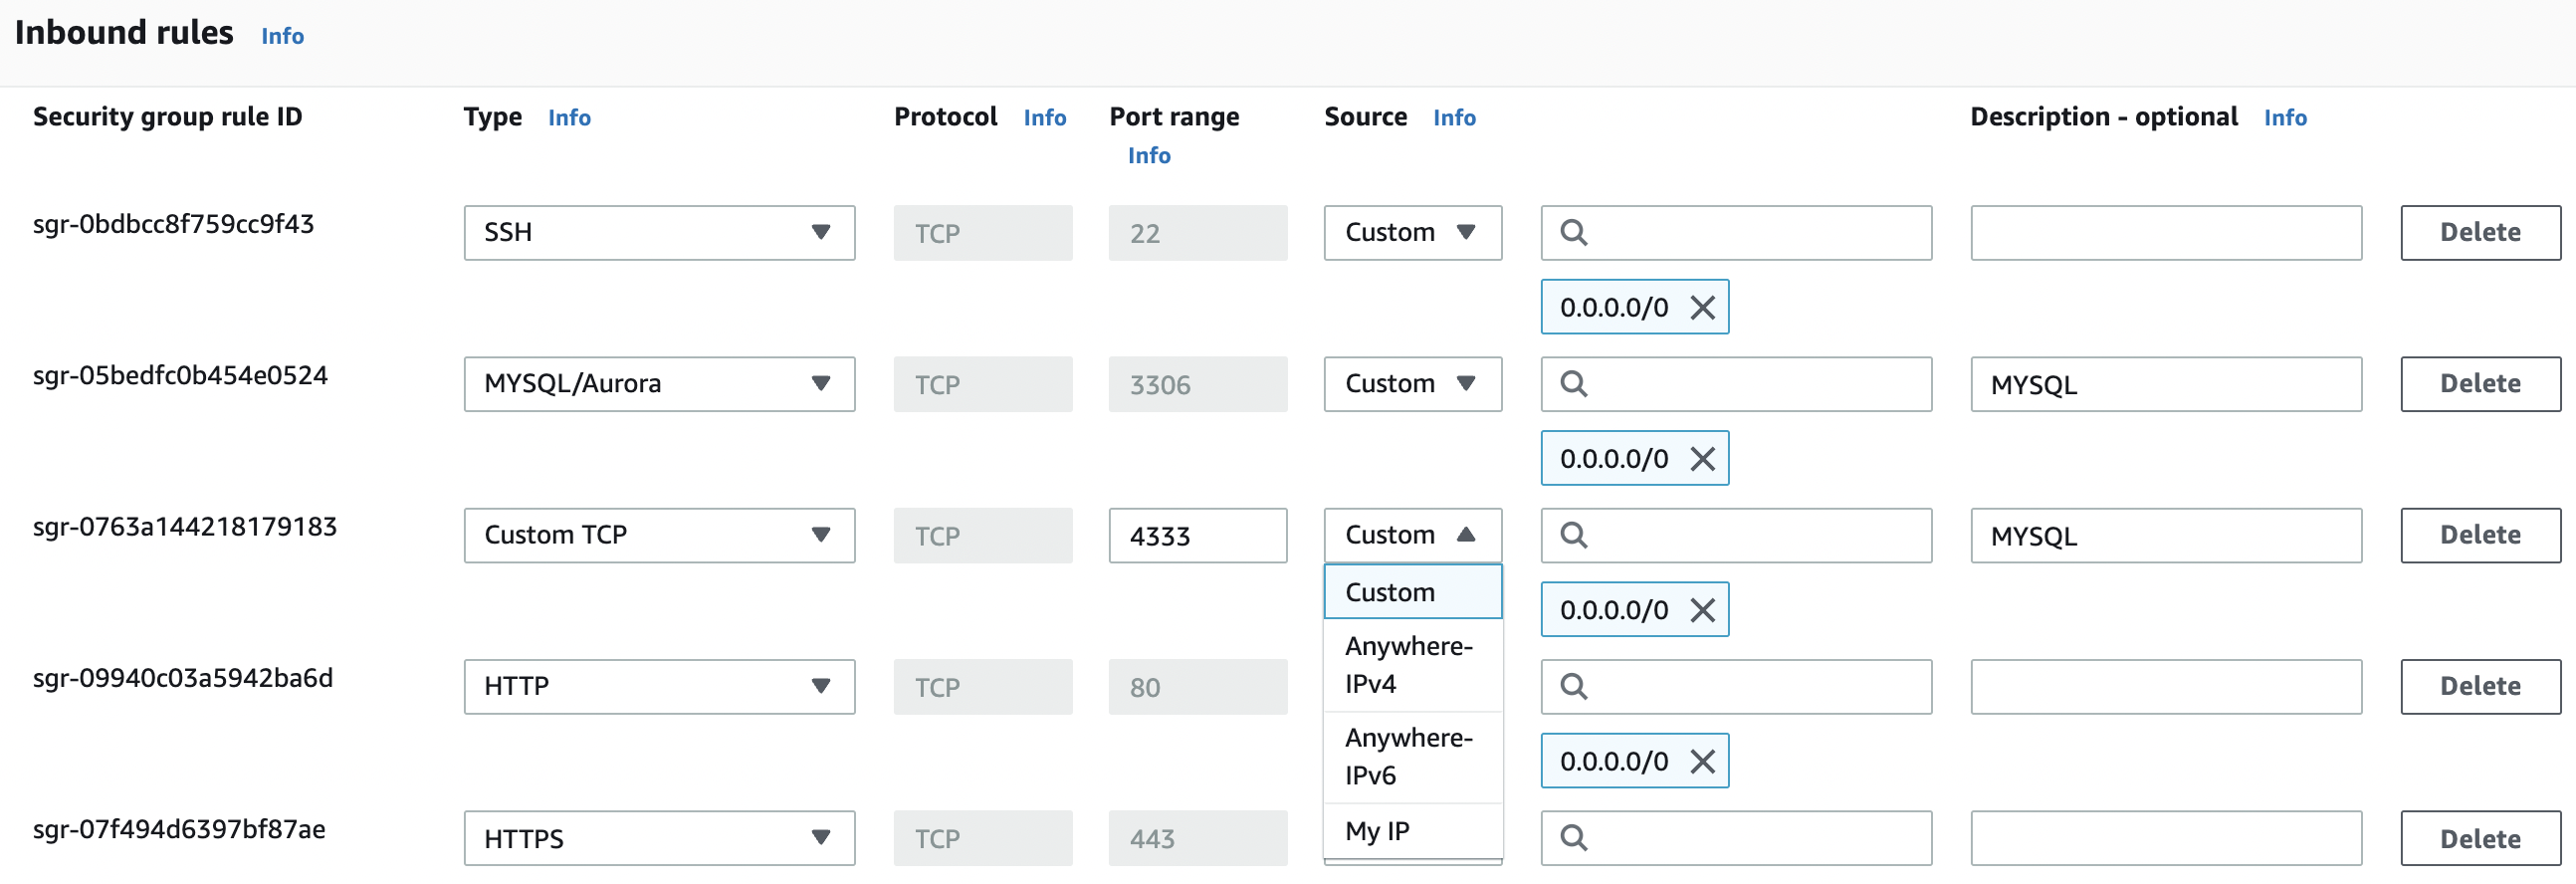 Inbound rules Info
Security group rule ID Type Info Protocol Info Port range Info Source Info Description - optional Info
sgr-0bdbcc8f759cc9f43 SSH TCP 22 Custom Delete
0.0.0.0/0
sgr-05bedfc0b454e0524 MYSQL/Aurora TCP 3306 Custom MYSQL Delete
0.0.0.0/0
sgr-0763a144218179183 Custom TCP TCP 4333 Custom MYSQL Delete
Custom 0.0.0.0/0
Anywhere-
IPv4
sgr-09940c03a5942ba6d HTTP TCP 80 Delete
Anywhere-
IPv6
0.0.0.0/0
My IP
sgr-07f494d6397bf87ae HTTPS TCP 443 Delete